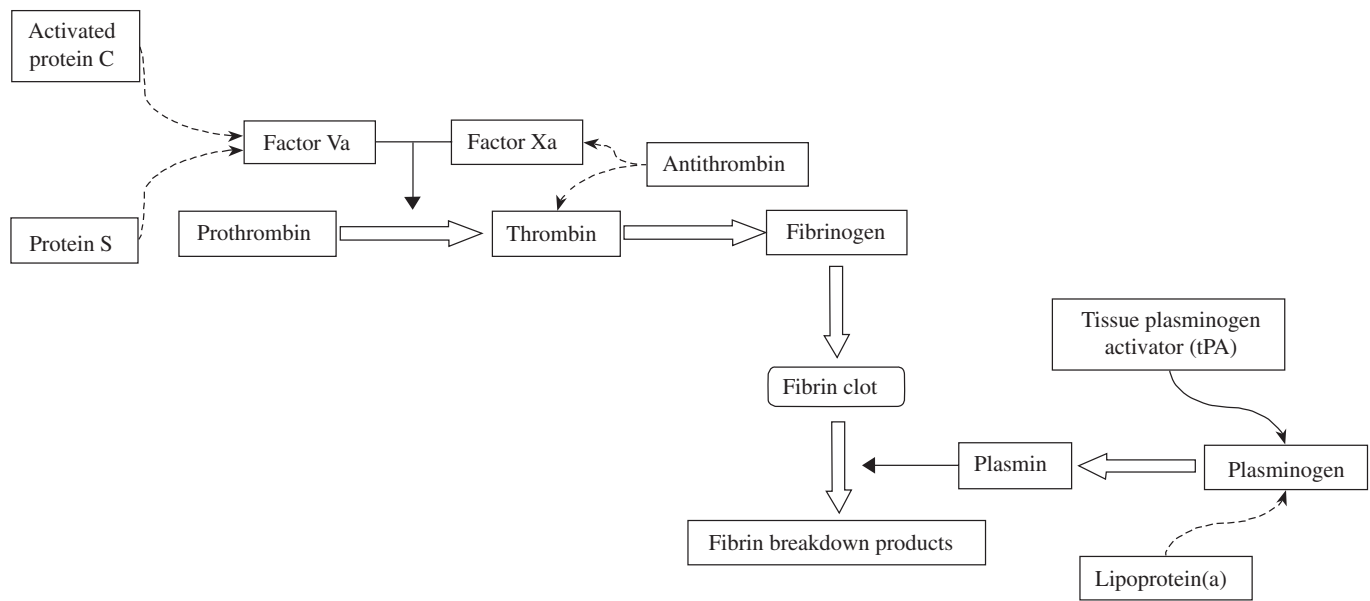 Activated
protein C
Factor Va
Factor Xa
Antithrombin
Protein S
Prothrombin
Thrombin
Fibrinogen
Tissue plasminogen
activator (tPA)
Fibrin clot
Plasmin
Plasminogen
Fibrin breakdown products
Lipoprotein(a)